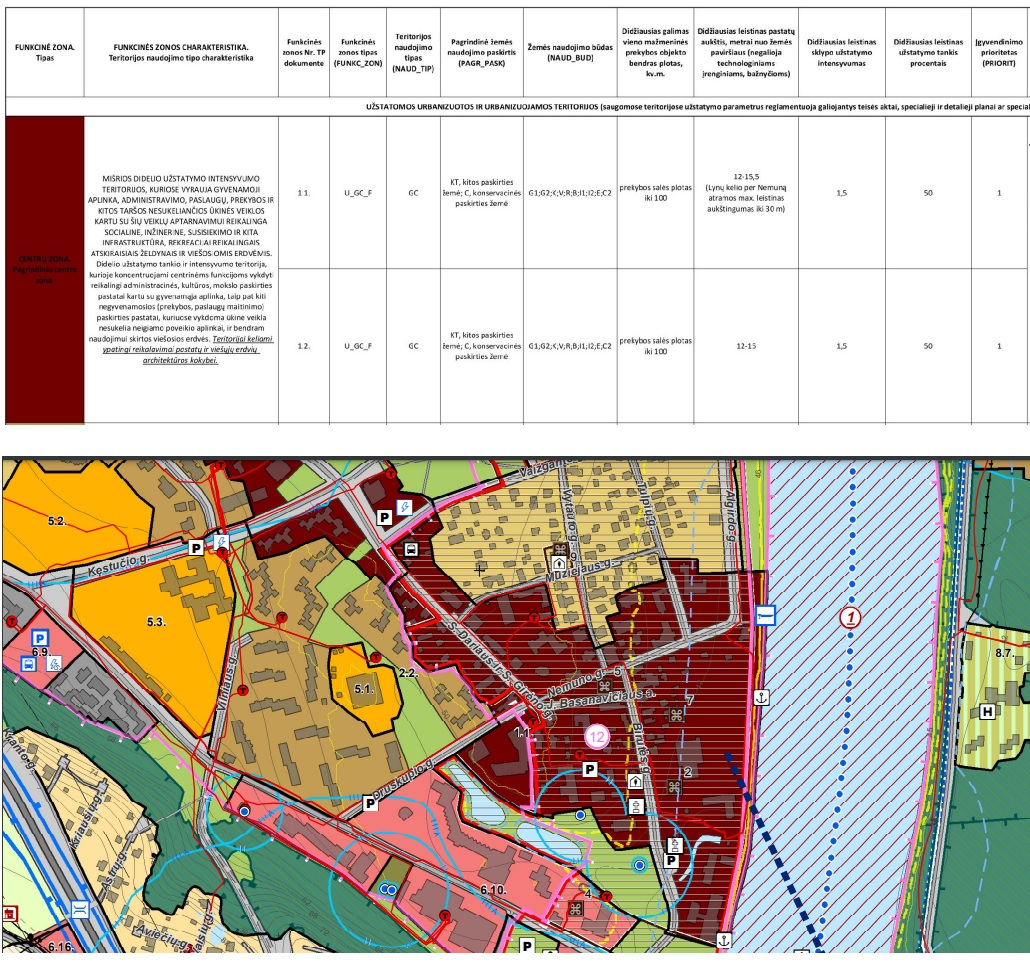 FUNKCINĖ ZONA.
Tipas
FUNKCINĖS ZONOS CHARAKTERISTIKA.
Teritorijos naudojimo tipo charakteristika
Funkcinės
zonos Nr. TP
dokumente
Funkcinės
zonos tipas
(FUNKC_ZON)
Teritorijos
naudojimo
tipas
(NAUD_TIP)
Pagrindinė žemės
naudojimo paskirtis
(PAGR_PASK)
Žemės naudojimo būdas
(NAUD_BUD)
Didžiausias galimas
vieno mažmeninės
prekybos objekto
bendras plotas,
kv.m.
Didžiausias leistinas pastatų
aukštis, metrai nuo žemės
paviršiaus (negalioja
technologiniams
įrenginiams, bažnyčioms)
Didžiausias leistinas
sklypo užstatymo
intensyvumas
Didžiausias leistinas
užstatymo tankis
procentais
Įgyvendinimo
prioritetas
(PRIORIT)
UŽSTATOMOS URBANIZUOTOS IR URBANIZUOJAMOS TERITORIJOS (saugomose teritorijose užstatymo parametrus reglamentuoja galiojantys teisės aktai, specialieji ir detalieji planai ar special
CENTRŲ ZONA.
Pagrindinio centro
zona
MIŠRIOS DIDELIO UŽSTATYMO INTENSYVUMO
TERITORIJOS, KURIOSE VYRAUJA GYVENAMOJI
APLINKA, ADMINISTRAVIMO, PASLAUGŲ, PREKYBOS IR
KITOS TARŠOS NESUKELIANČIOS ŪKINĖS VEIKLOS
KARTU SU ŠIŲ VEIKLŲ APTARNAVIMUI REIKALINGA
SOCIALINE, INŽINERINE, SUSISIEKIMO IR KITA
INFRASTRUKTŪRA, REKREACIJAI REIKALINGAIS
ATSKIRAISIAIS ŽELDYNAIS IR VIEŠOSIOMIS ERDVĖMIS.
Didelio užstatymo tankio ir intensyvumo teritorija,
kurioje koncentruojami centrinėms funkcijoms vykdyti
reikalingi administracinės, kultūros, mokslo paskirties
pastatai kartu su gyvenamąja aplinka, taip pat kiti
negyvenamosios (prekybos, paslaugų maitinimo)
paskirties pastatai, kuriuose vykdoma ūkinė veikla
nesukelia neigiamo poveikio aplinkai, ir bendram
naudojimui skirtos viešosios erdvės. Teritorijai keliami
ypatingi reikalavimai pastatų ir viešųjų erdvių
architektūros kokybei.
1.1.
U_GC_F
GC
KT, kitos paskirties
žemė; C, konservacinės
paskirties žemė
G1;G2;K;V;R;B;I1;I2;E;C2
prekybos salės plotas
iki 100
12-15,5
(Lynų kelio per Nemuną
atramos max. leistinas
aukštingumas iki 30 m)
1,5
50
1
1.2.
U_GC_F
GC
KT, kitos paskirties
žemė; C, konservacinės
paskirties žemė
G1;G2;K;V;R;B;I1;I2;E;C2
prekybos salės plotas
iki 100
12-15
1,5
50
1
5.2.
Kęstučio g.
P
P
Vytauto g.
Tulpių g.
Algirdo g.
5.3.
6.9.
P
Vilniaus g.
5.1.
2.2.
S. Dariaus ir S. Girėno g.
Nemuno g.
J. Basanavičiaus a.
5
7
1.1.
12
Birutės g.
2
P
P
P
Druskupio g.
1
8.7.
H
6.10.
4
P
6.16.